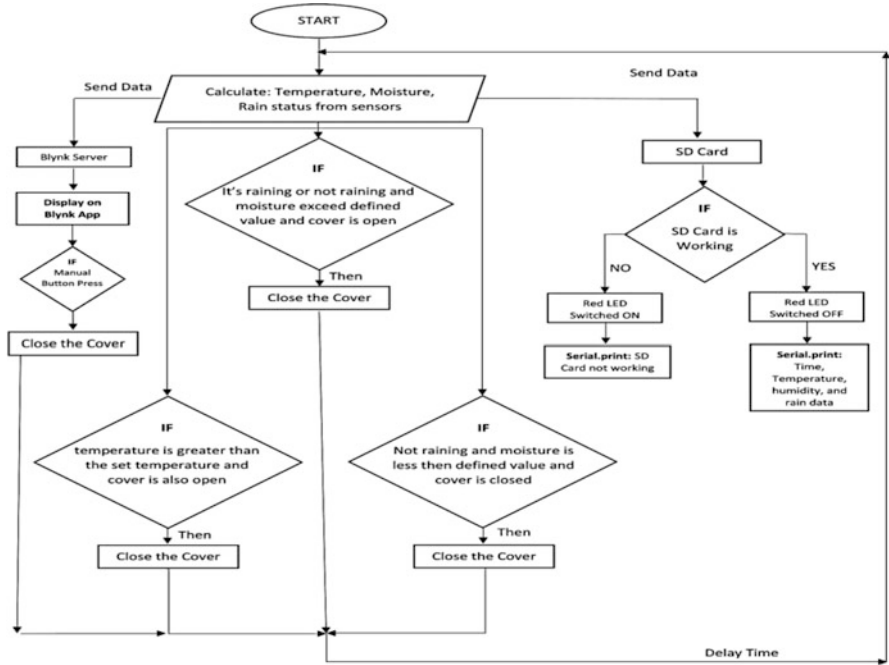 START
Send Data
Send Data
Calculate: Temperature, Moisture,
Rain status from sensors
Blynk Server
Display on
Blynk App
IF
Manual
Button Press
Close the Cover
IF
It's raining or not raining and
moisture exceed defined
value and cover is open
Then
Close the Cover
SD Card
IF
SD Card is
Working
NO
YES
Red LED
Switched ON
Red LED
Switched OFF
Serial.print: SD
Card not working
Serial.print:
Time,
Temperature,
humidity, and
rain data
IF
temperature is greater than
the set temperature and
cover is also open
Then
Close the Cover
IF
Not raining and moisture is
less then defined value and
cover is closed
Then
Close the Cover
Delay Time